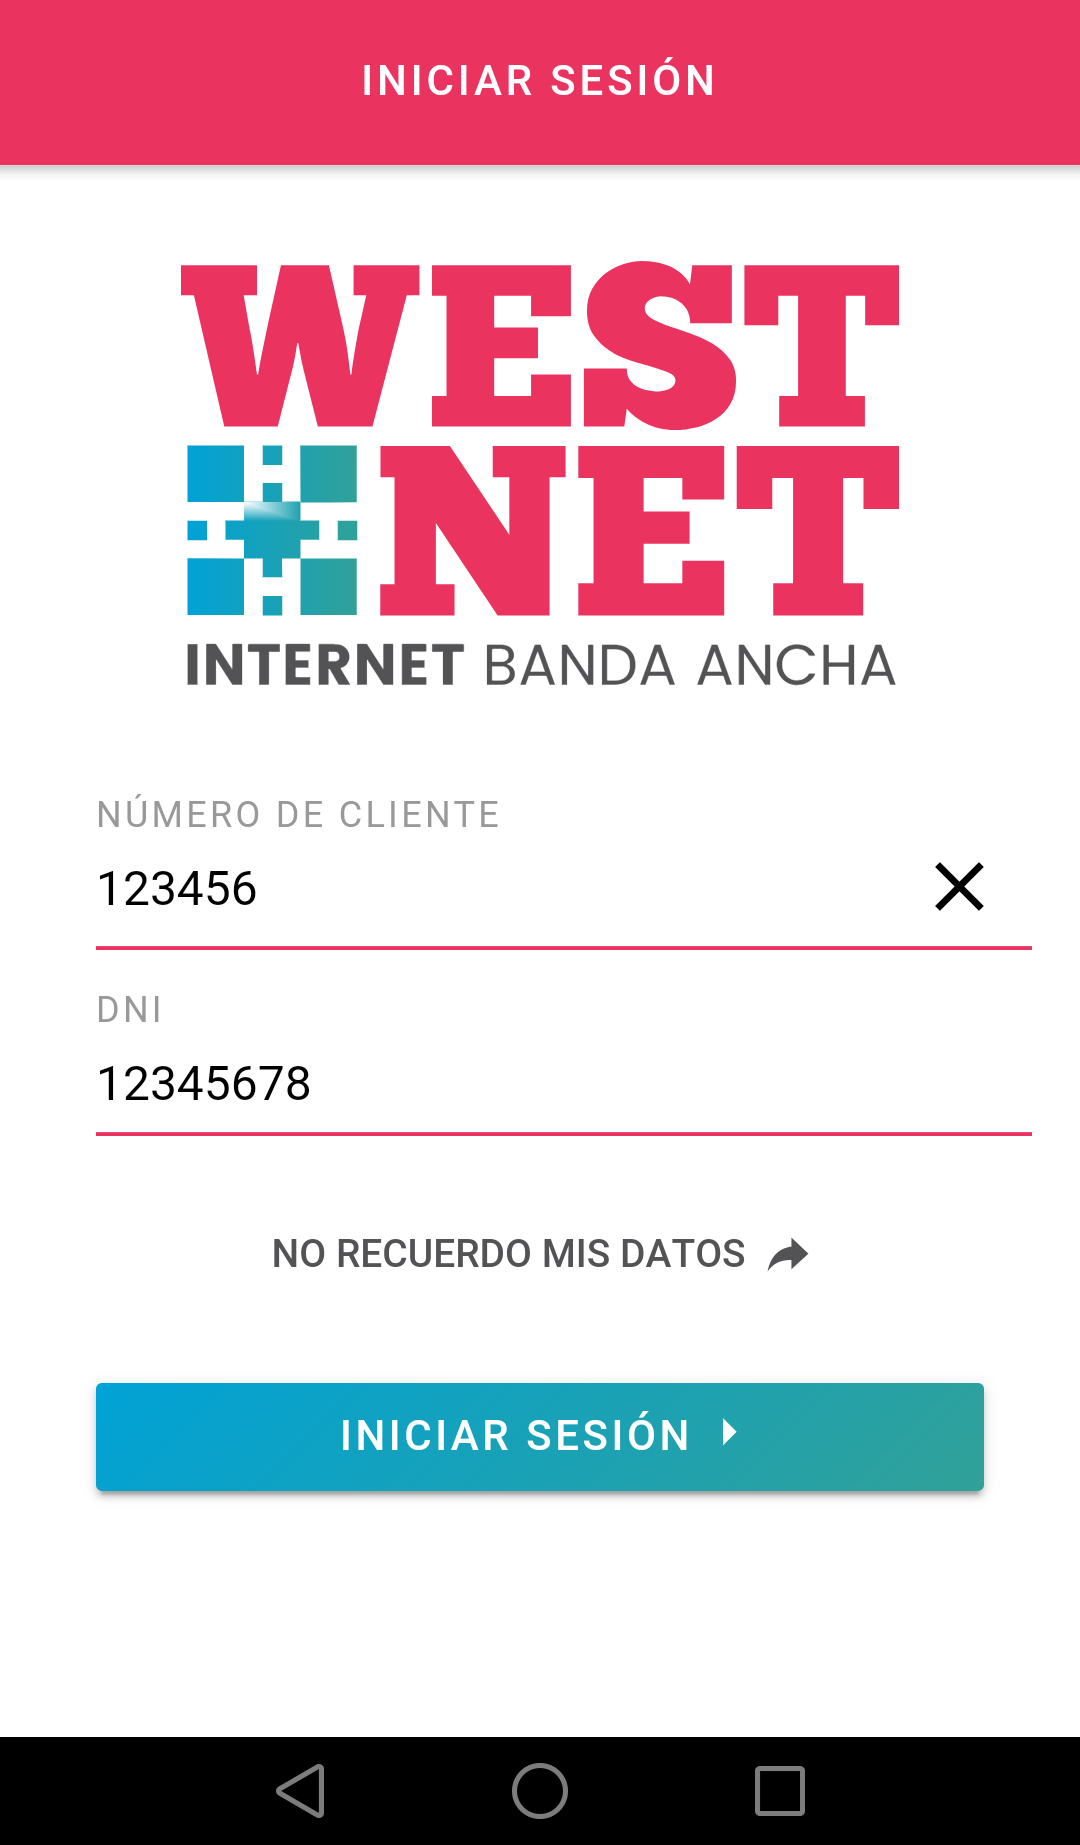 INICIAR SESIÓN
WEST
NET
INTERNET BANDA ANCHA
NÚMERO DE CLIENTE
123456
DNI
12345678
NO RECUERDO MIS DATOS
INICIAR SESIÓN